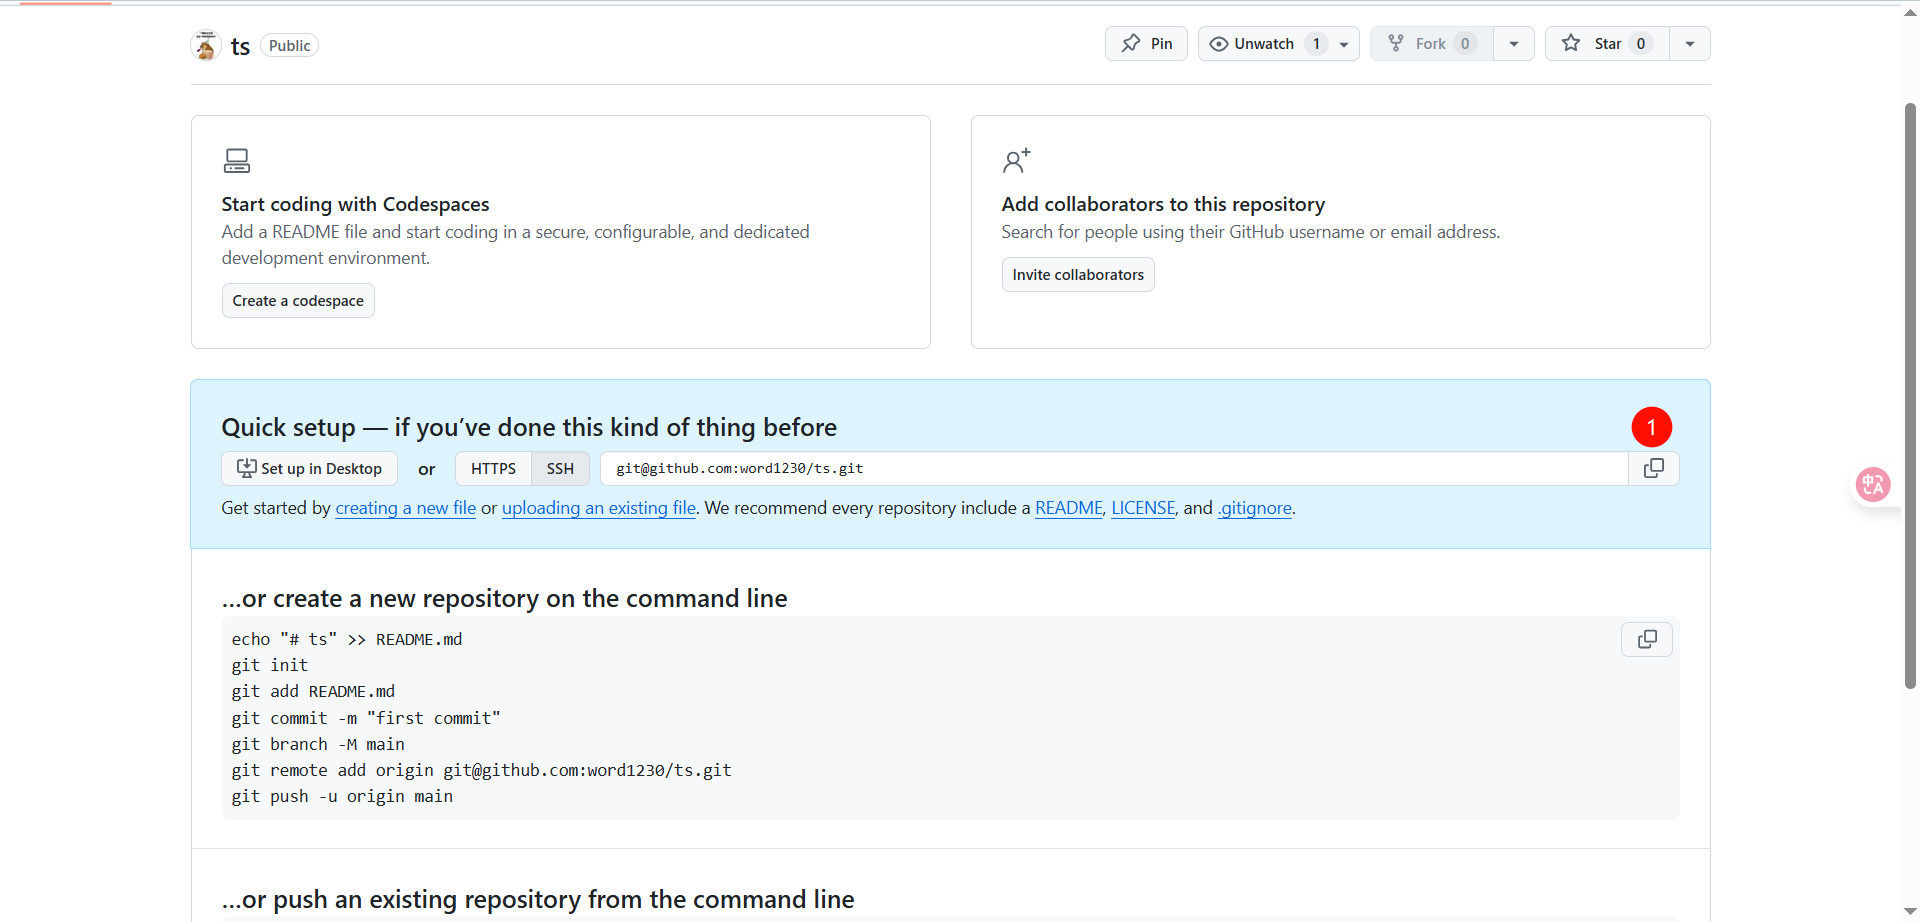 ts Public Pin Unwatch 1 Fork 0 Star 0
Start coding with Codespaces
Add a README file and start coding in a secure, configurable, and dedicated
development environment.
Create a codespace
Add collaborators to this repository
Search for people using their GitHub username or email address.
Invite collaborators
Quick setup — if you’ve done this kind of thing before
1
Set up in Desktop or HTTPS SSH git@github.com:word1230/ts.git
Get started by creating a new file or uploading an existing file. We recommend every repository include a README, LICENSE, and .gitignore.
中A
…or create a new repository on the command line
echo "# ts" >> README.md
git init
git add README.md
git commit -m "first commit"
git branch -M main
git remote add origin git@github.com:word1230/ts.git
git push -u origin main
…or push an existing repository from the command line